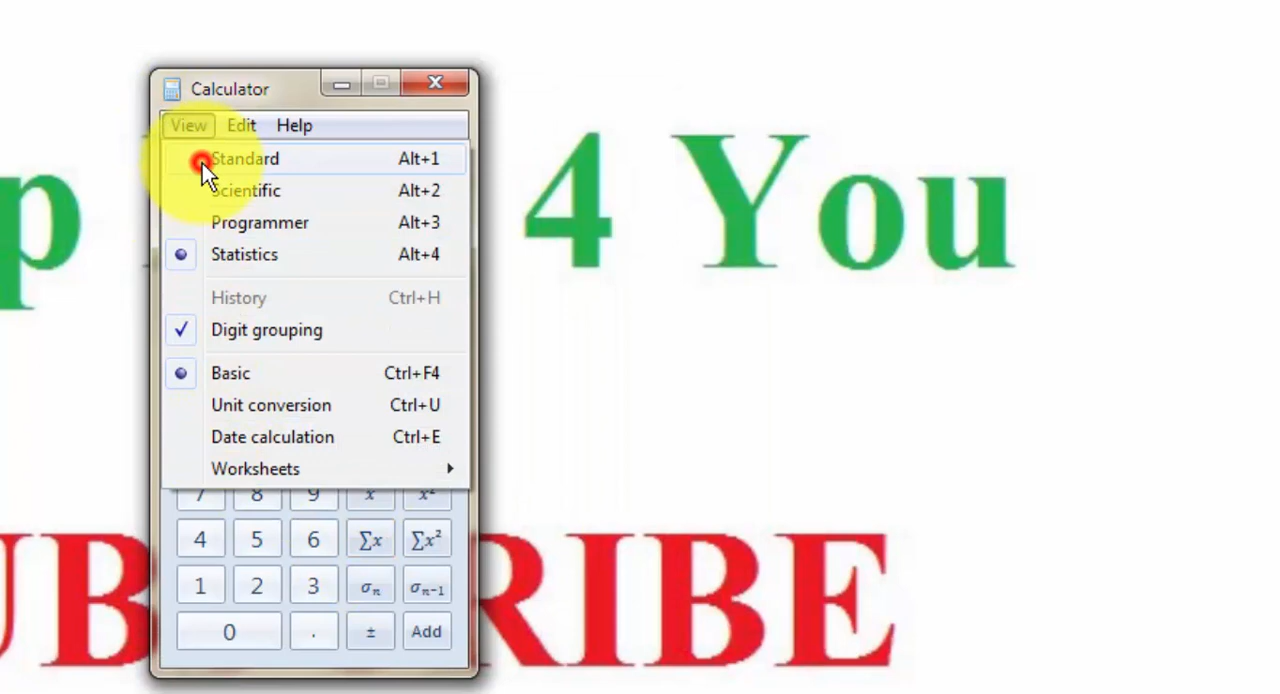 Calculator
View Edit Help
p 4 You
Standard Alt+1
Scientific Alt+2
Programmer Alt+3
Statistics Alt+4
History Ctrl+H
Digit grouping
Basic Ctrl+F4
Unit conversion Ctrl+U
Date calculation Ctrl+E
Worksheets
7 8 9 x x²
4 5 6 ∑x ∑x²
UB RIBE
1 2 3 σn σn-1
0 . ± Add